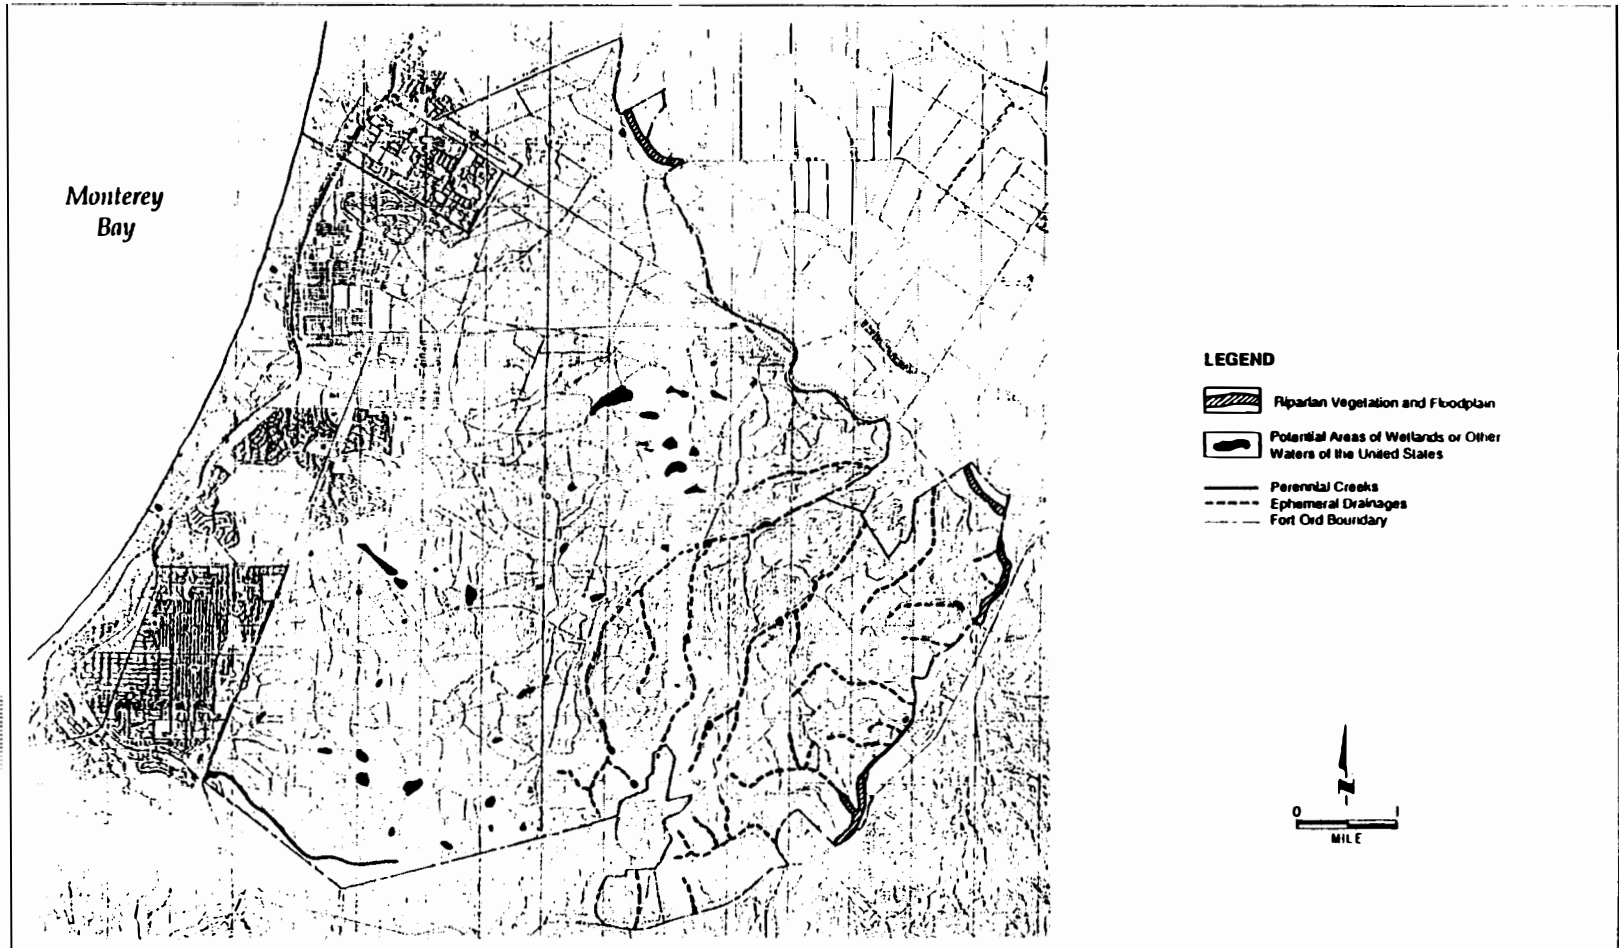 Monterey
Bay
LEGEND
Riparian Vegetation and Floodplain
Potential Areas of Wetlands or Other
Waters of the United States
Perennial Creeks
Ephemeral Drainages
Fort Ord Boundary
N
0 1
MILE